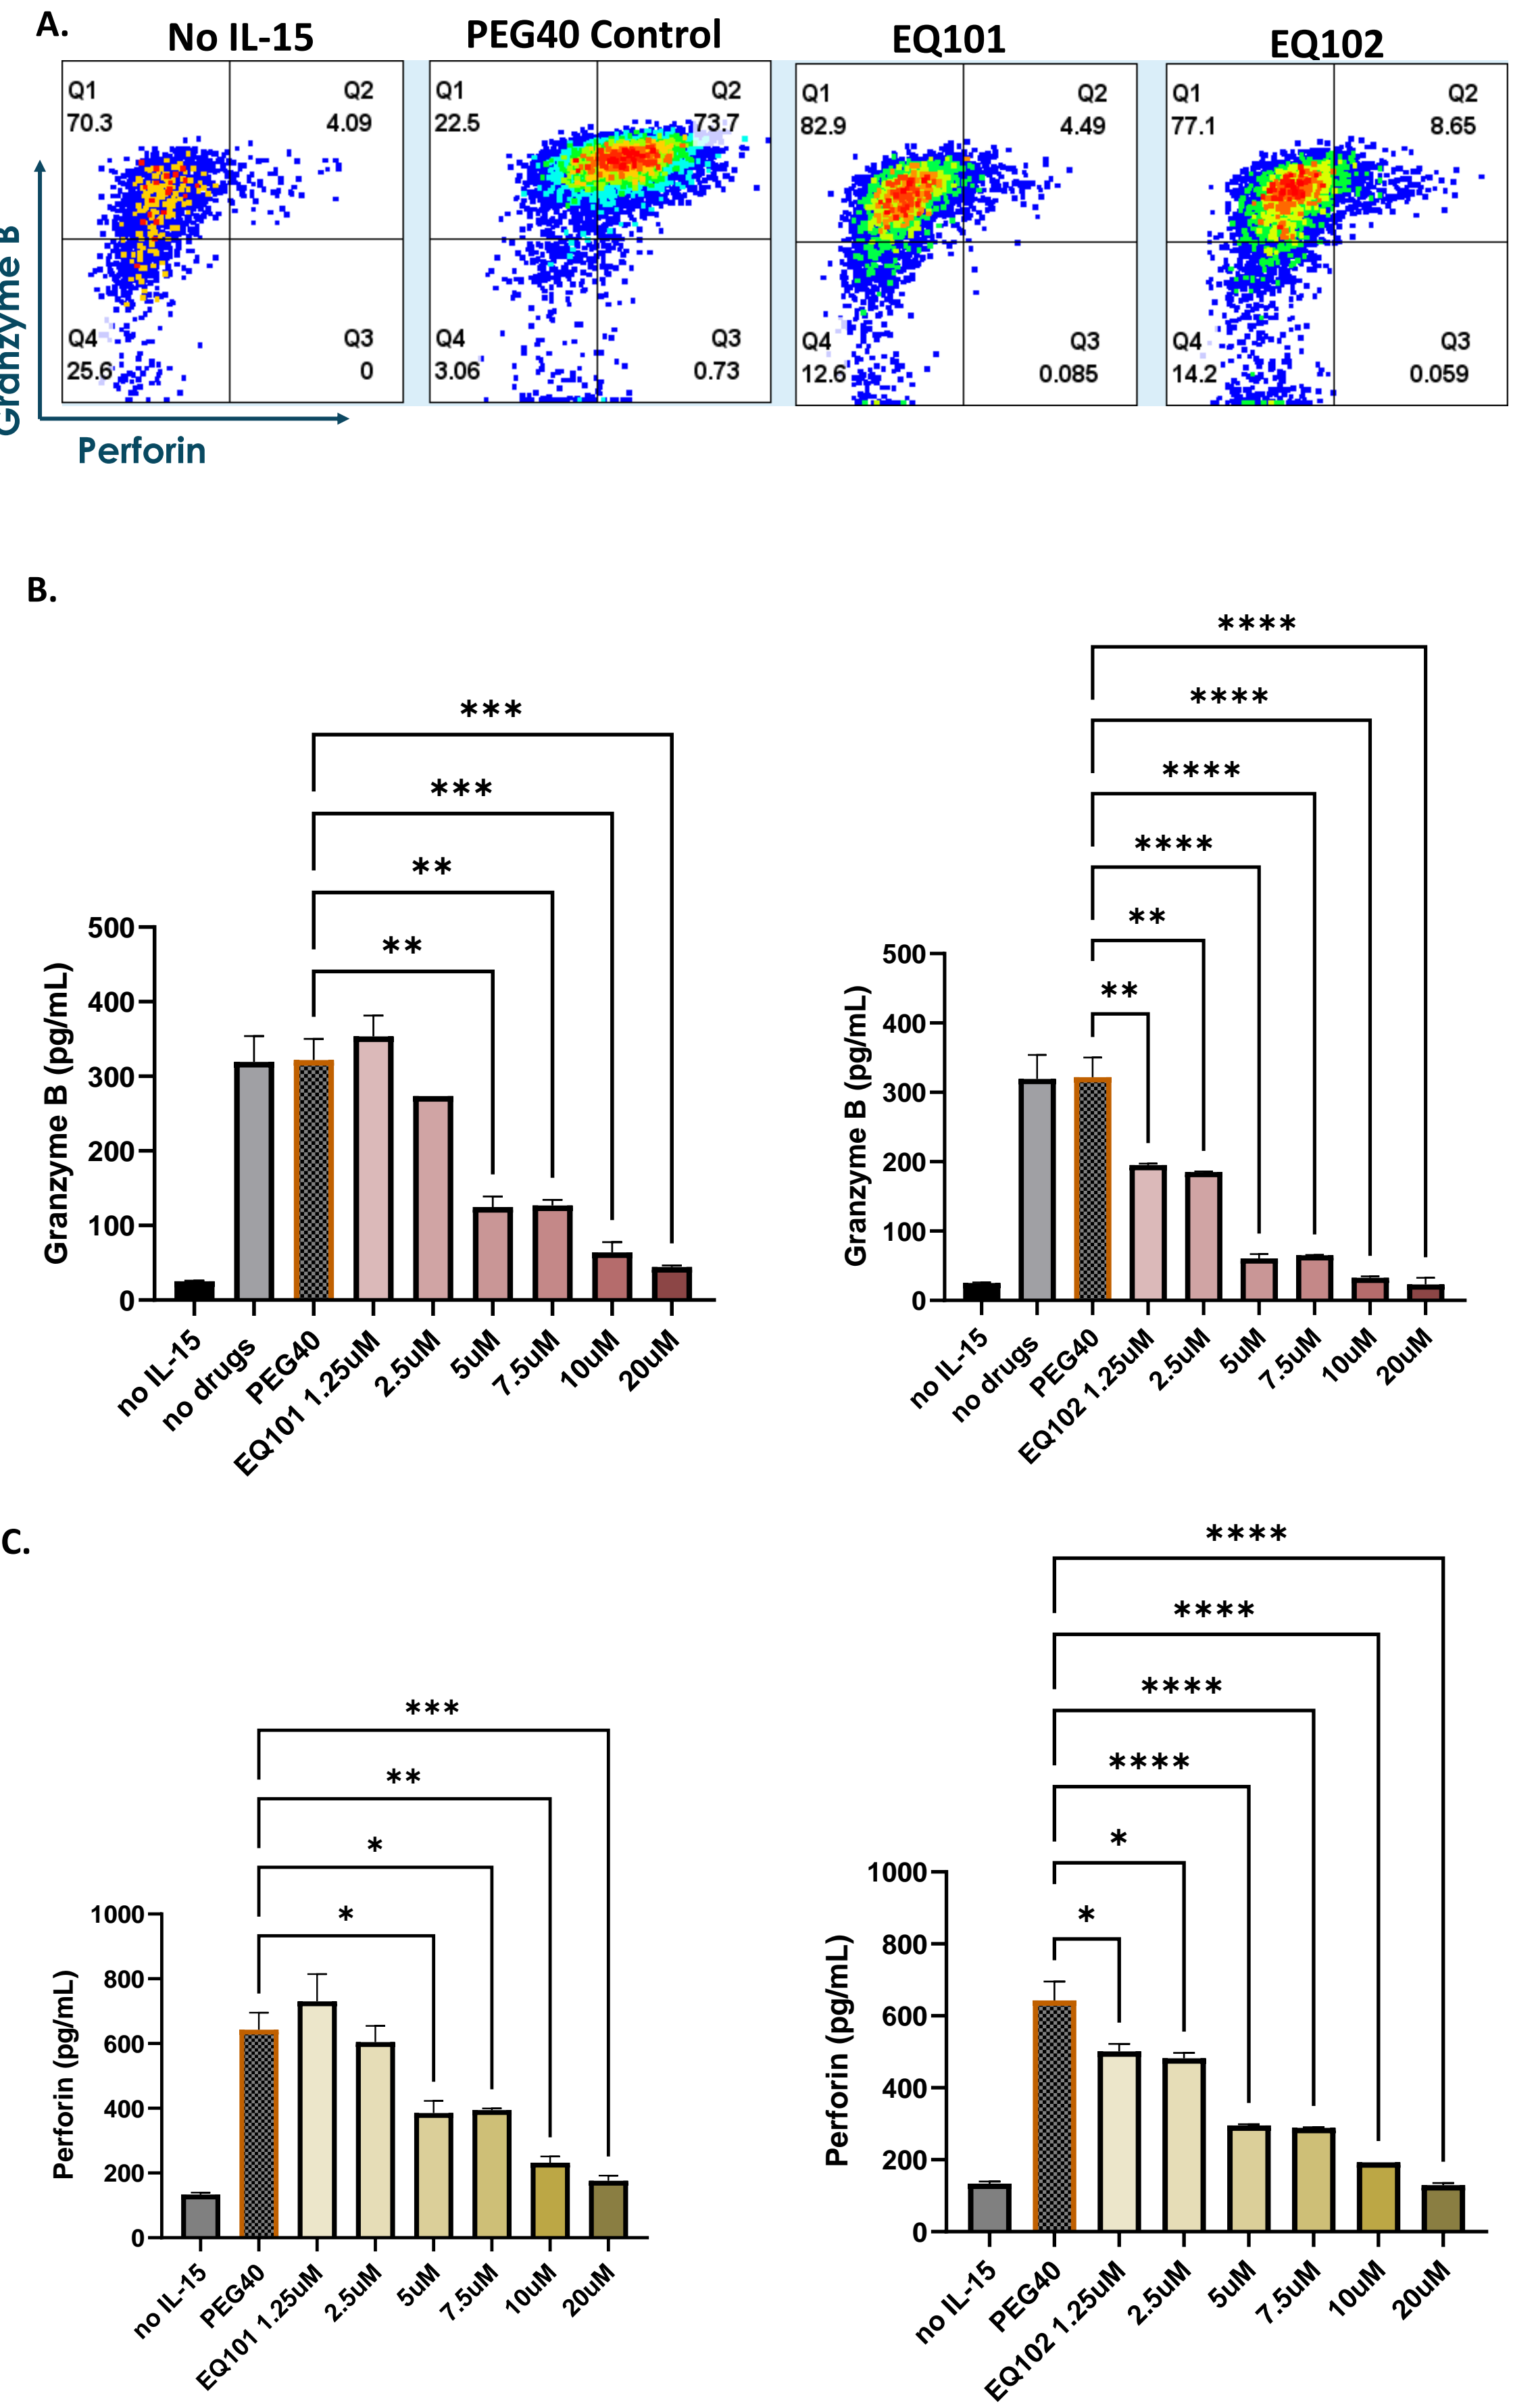 A.
No IL-15
PEG40 Control
EQ101
EQ102
Q1
70.3
Q2
4.09
Q4
25.6
Q3
0
Q1
22.5
Q2
73.7
Q4
3.06
Q3
0.73
Q1
82.9
Q2
4.49
Q4
12.6
Q3
0.085
Q1
77.1
Q2
8.65
Q4
14.2
Q3
0.059
Granzyme B
Perforin
B.
***
***
**
**
500
400
300
200
100
0
Granzyme B (pg/mL)
no IL-15
no drugs
PEG40
EQ101 1.25uM
2.5uM
5uM
7.5uM
10uM
20uM
****
****
****
****
**
**
500
400
300
200
100
0
Granzyme B (pg/mL)
no IL-15
no drugs
PEG40
EQ102 1.25uM
2.5uM
5uM
7.5uM
10uM
20uM
C.
***
**
*
*
1000
800
600
400
200
0
Perforin (pg/mL)
no IL-15
PEG40
EQ101 1.25uM
2.5uM
5uM
7.5uM
10uM
20uM
****
****
****
****
*
*
1000
800
600
400
200
0
Perforin (pg/mL)
no IL-15
PEG40
EQ102 1.25uM
2.5uM
5uM
7.5uM
10uM
20uM